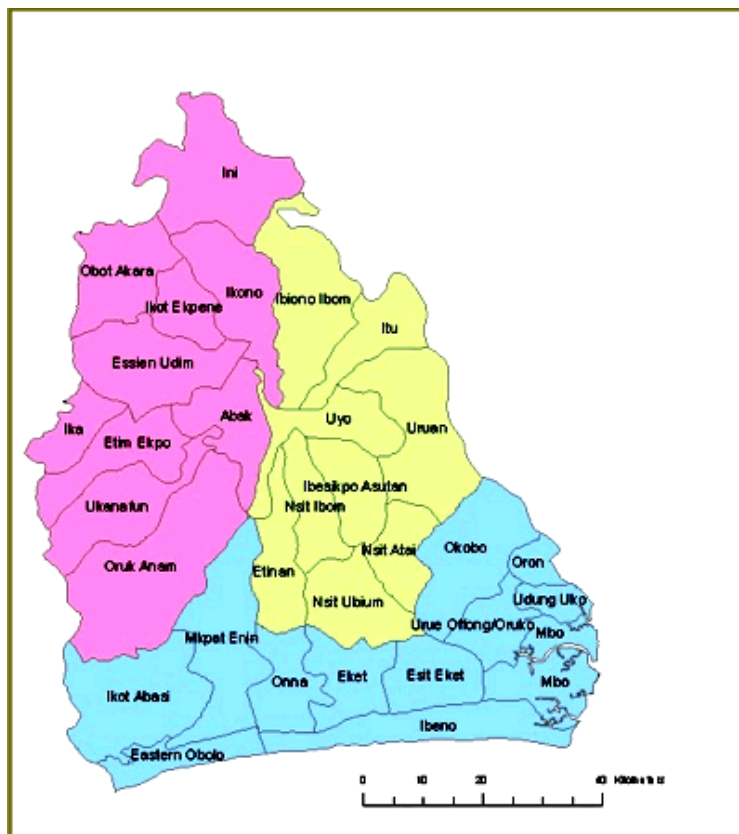 Ini
Obot Akara
Ikot Ekpene
Ikono
Ibiono Ibom
Itu
Essien Udim
Ika
Etim Ekpo
Abak
Uyo
Uruan
Ibesikpo Asutan
Nsit Ibom
Ukanafun
Oruk Anam
Etinan
Nsit Atai
Nsit Ubium
Okobo
Oron
Udung Uko
Urue Offong/Oruko
Mbo
Mkpat Enin
Ikot Abasi
Onna
Eket
Esit Eket
Mbo
Ibeno
Eastern Obolo
0 10 20 40 Kilometers